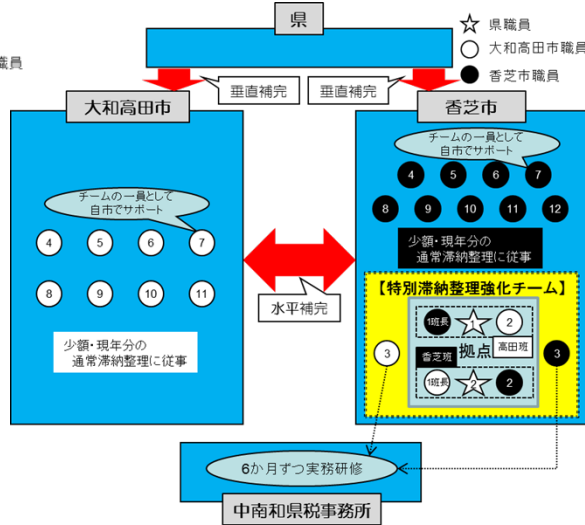 県
☆ 県職員
○ 大和高田市職員
● 香芝市職員
職員
垂直補完
垂直補完
大和高田市
香芝市
チームの一員として
自市でサポート
4 5 6 7
8 9 10 11
少額・現年分の
通常滞納整理に従事
水平補完
チームの一員として
自市でサポート
4 5 6 7
8 9 10 11 12
少額・現年分の
通常滞納整理に従事
【特別滞納整理強化チーム】
1班長 1 2
高田班
3 拠点 3
香芝班
1班長 2 2
6か月ずつ実務研修
中南和県税事務所